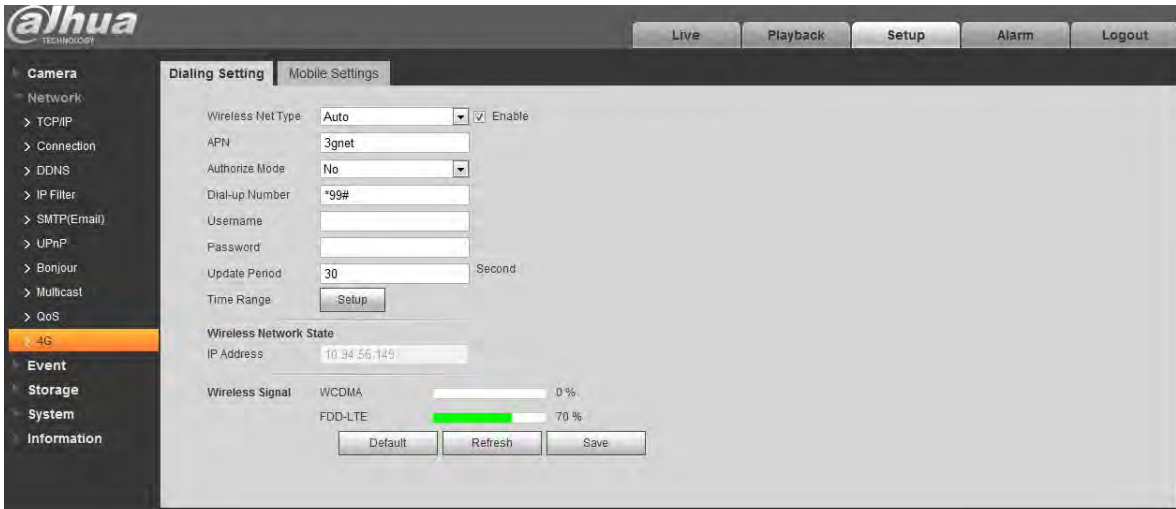 alhua
TECHNOLOGY
Live Playback Setup Alarm Logout
Camera
Network
> TCP/IP
> Connection
> DDNS
> IP Filter
> SMTP(Email)
> UPnP
> Bonjour
> Multicast
> QoS
> 4G
Event
Storage
System
Information
Dialing Setting Mobile Settings
Wireless Net Type Auto Enable
APN 3gnet
Authorize Mode No
Dial-up Number *99#
Username
Password
Update Period 30 Second
Time Range Setup
Wireless Network State
IP Address 10.94.56.149
Wireless Signal WCDMA 0 %
FDD-LTE 70 %
Default Refresh Save